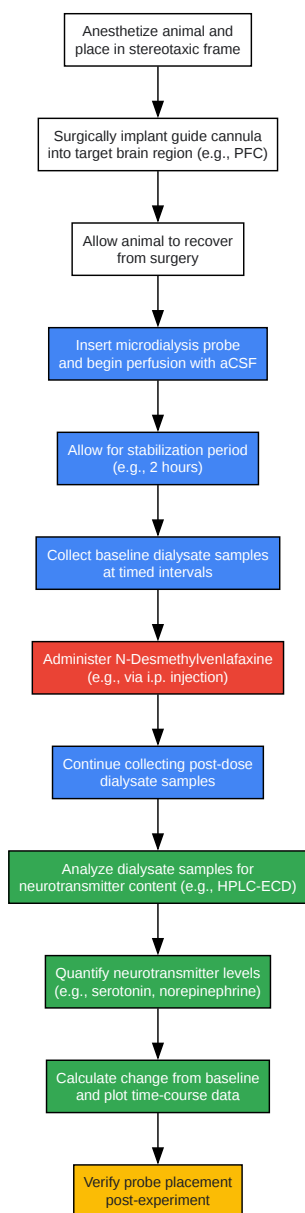 Anesthetize animal and
place in stereotaxic frame
Surgically implant guide cannula
into target brain region (e.g., PFC)
Allow animal to recover
from surgery
Insert microdialysis probe
and begin perfusion with aCSF
Allow for stabilization period
(e.g., 2 hours)
Collect baseline dialysate samples
at timed intervals
Administer N-Desmethylvenlafaxine
(e.g., via i.p. injection)
Continue collecting post-dose
dialysate samples
Analyze dialysate samples for
neurotransmitter content (e.g., HPLC-ECD)
Quantify neurotransmitter levels
(e.g., serotonin, norepinephrine)
Calculate change from baseline
and plot time-course data
Verify probe placement
post-experiment